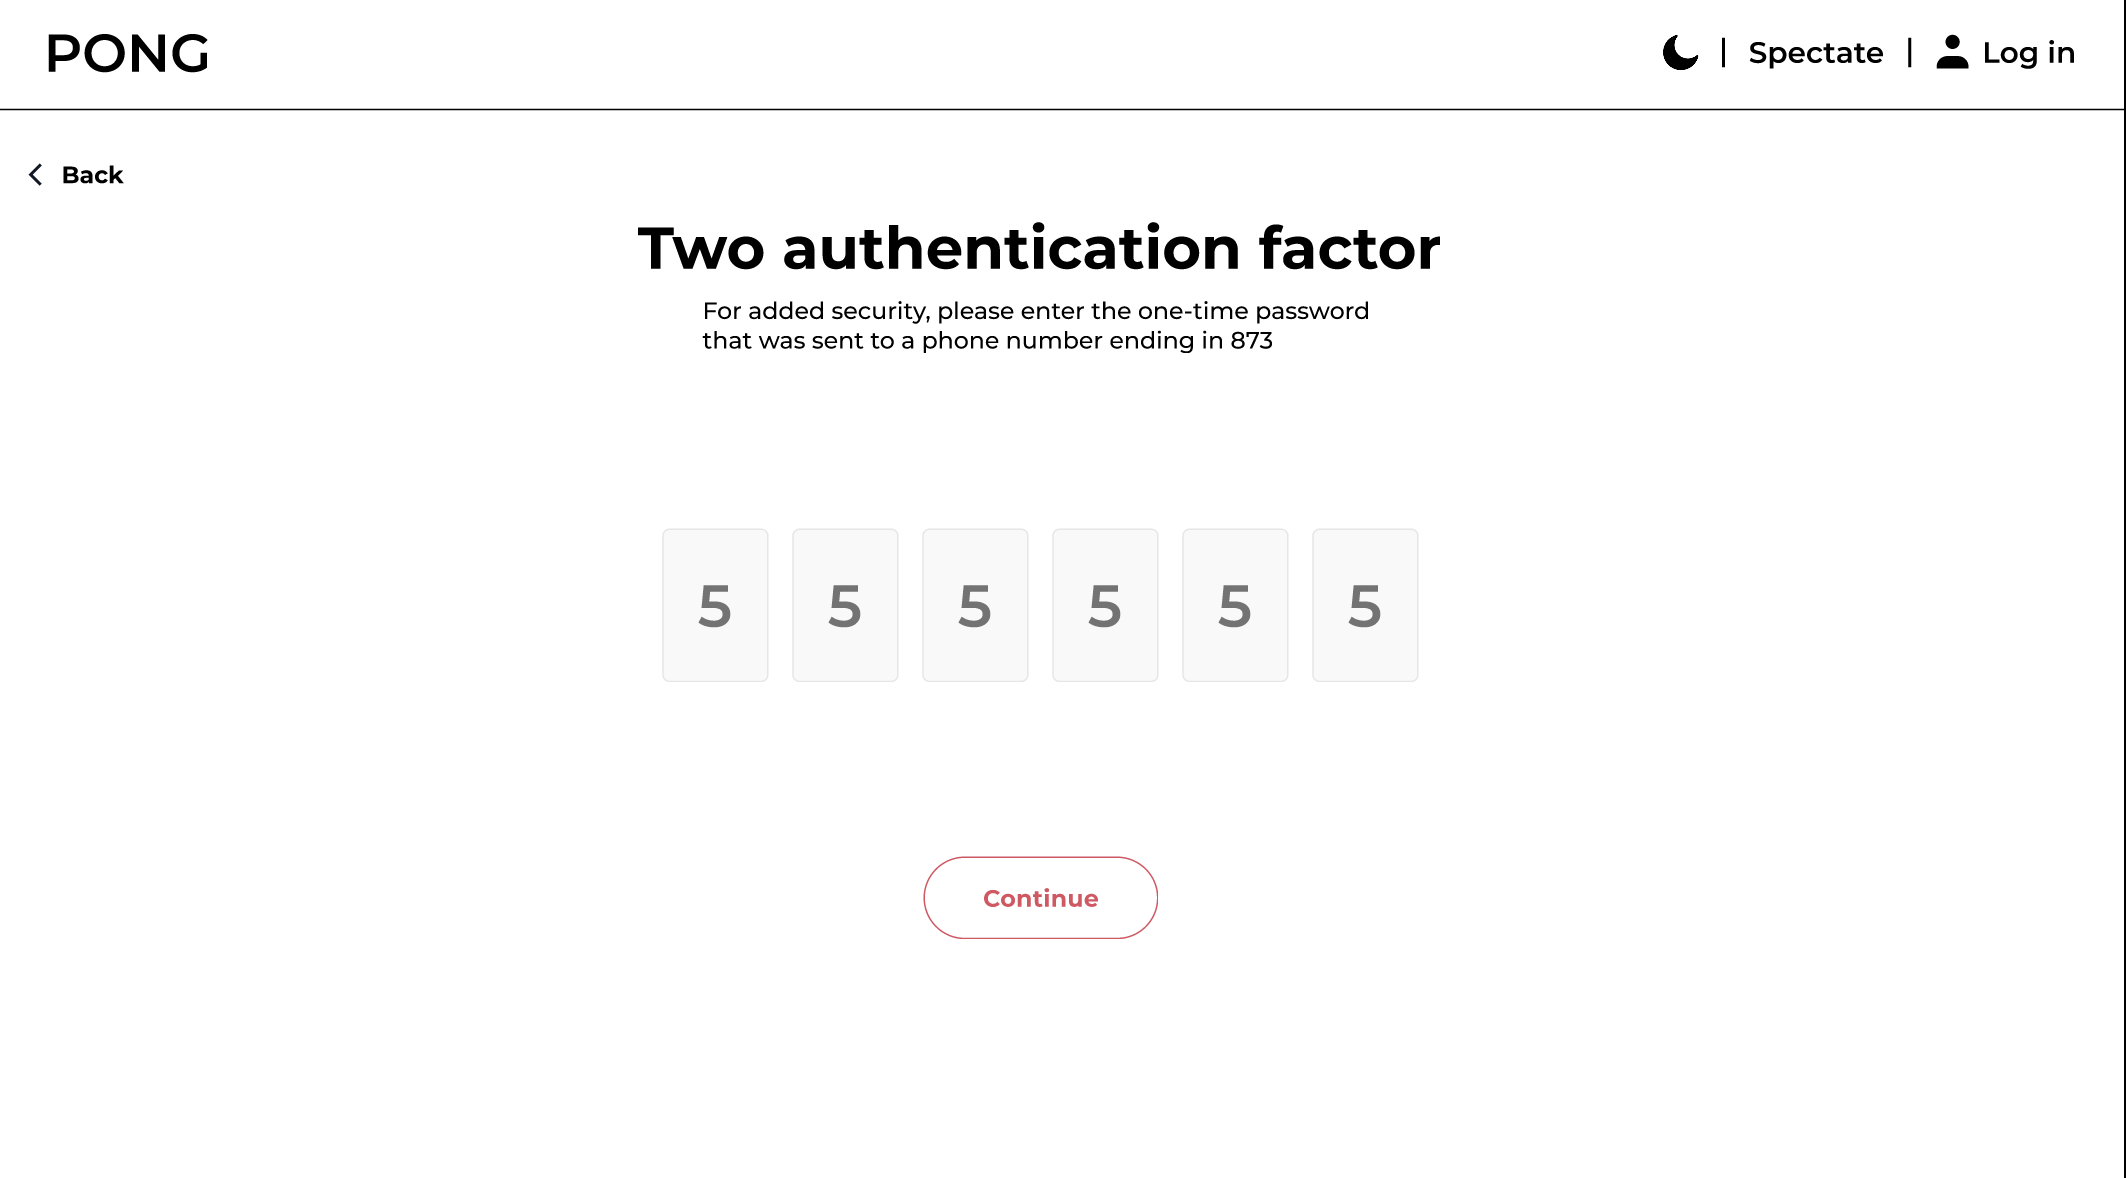 PONG
| Spectate | Log in
Back
Two authentication factor
For added security, please enter the one-time password
that was sent to a phone number ending in 873
5 5 5 5 5 5
Continue